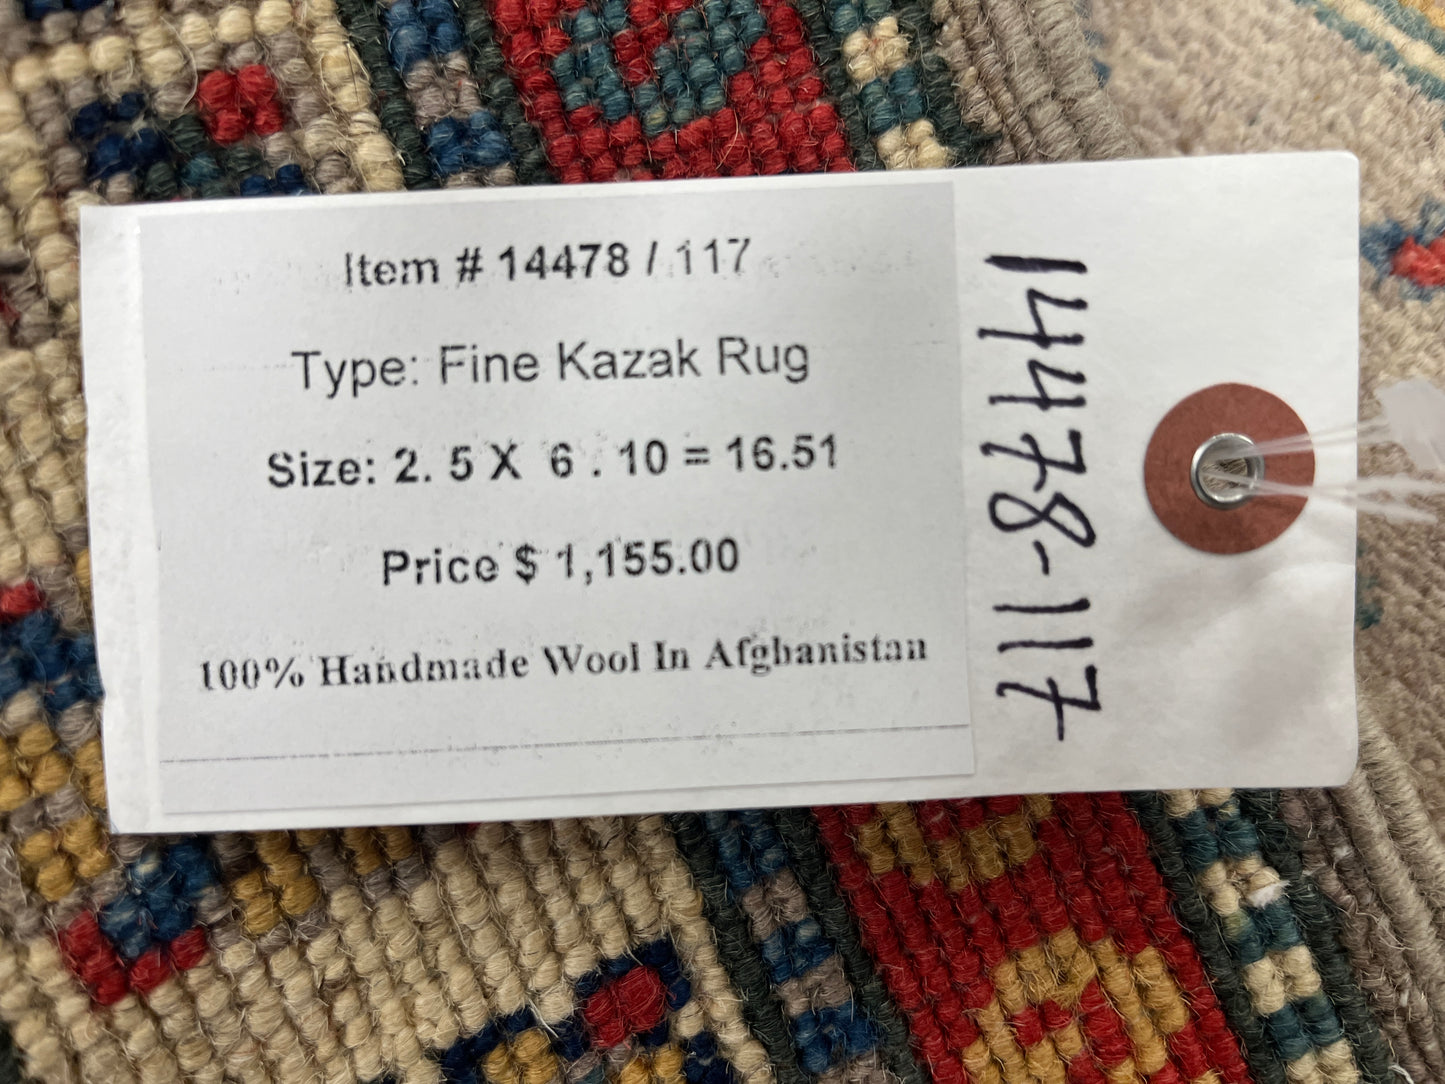 Item # 14478 / 117
Type: Fine Kazak Rug
Size: 2. 5 X 6 . 10 = 16.51
Price $ 1,155.00
100% Handmade Wool In Afghanistan
14478-117